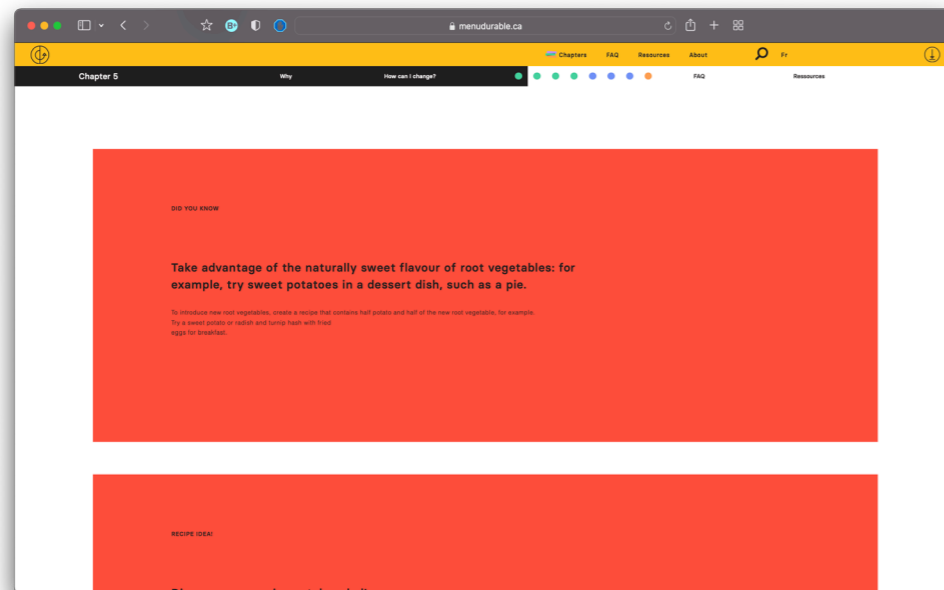 menudurable.ca
Chapters FAQ Resources About Fr
Chapter 5 Why How can I change? FAQ Ressources
DID YOU KNOW
Take advantage of the naturally sweet flavour of root vegetables: for
example, try sweet potatoes in a dessert dish, such as a pie.
To introduce new root vegetables, create a recipe that contains half potato and half of the new root vegetable, for example.
Try a sweet potato or radish and turnip hash with fried
eggs for breakfast.
RECIPE IDEA!